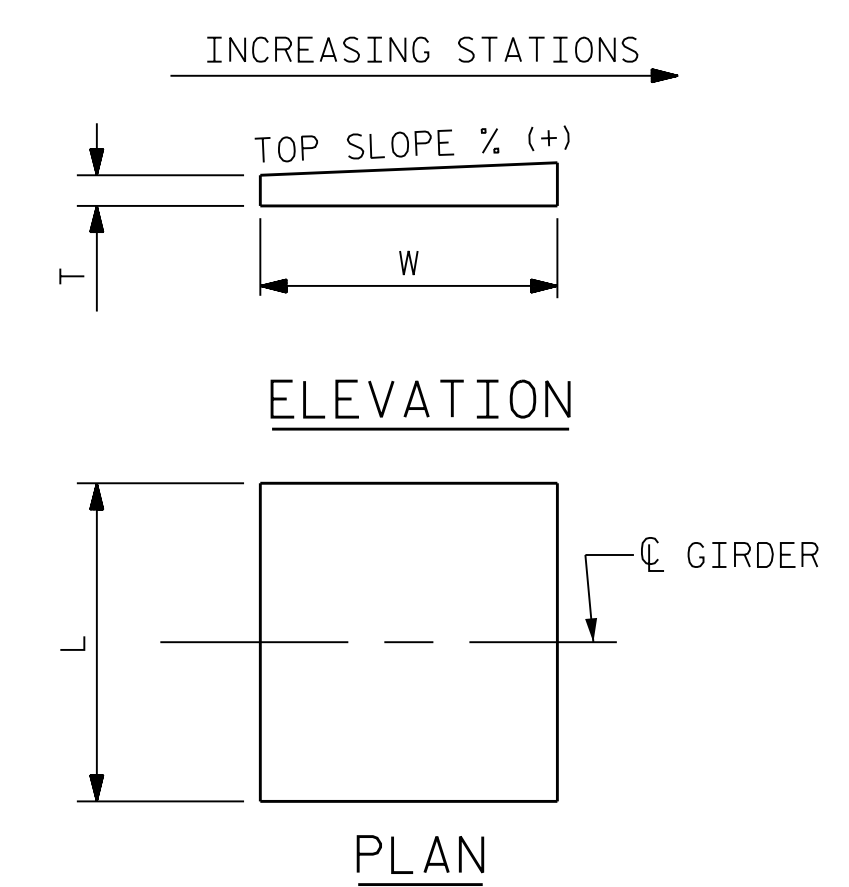 INCREASING STATIONS
TOP SLOPE % (+)
T
W
ELEVATION
℄ GIRDER
L
PLAN